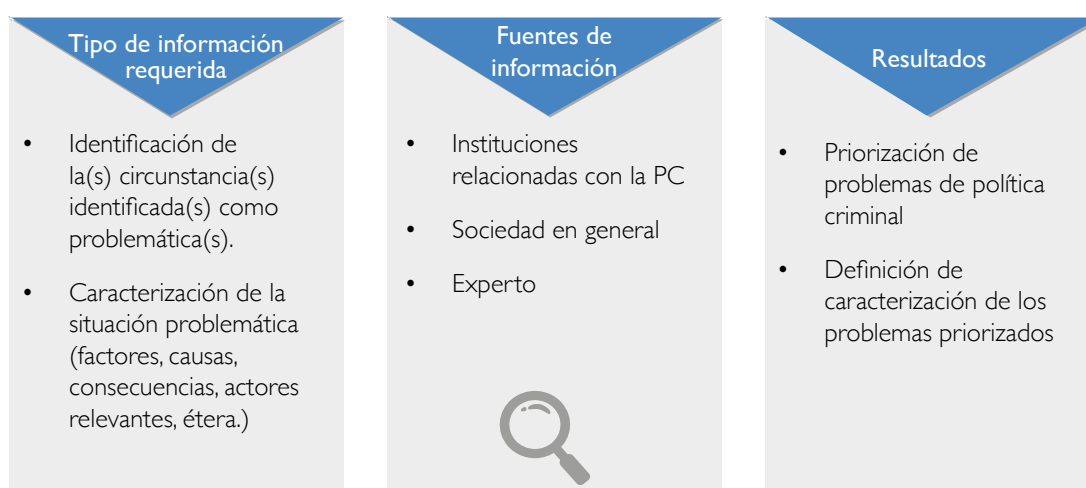 Tipo de información
requerida
• Identificación de
la(s) circunstancia(s)
identificada(s) como
problemática(s).
• Caracterización de la
situación problemática
(factores, causas,
consecuencias, actores
relevantes, étera.)
Fuentes de
información
• Instituciones
relacionadas con la PC
• Sociedad en general
• Experto
Resultados
• Priorización de
problemas de política
criminal
• Definición de
caracterización de los
problemas priorizados